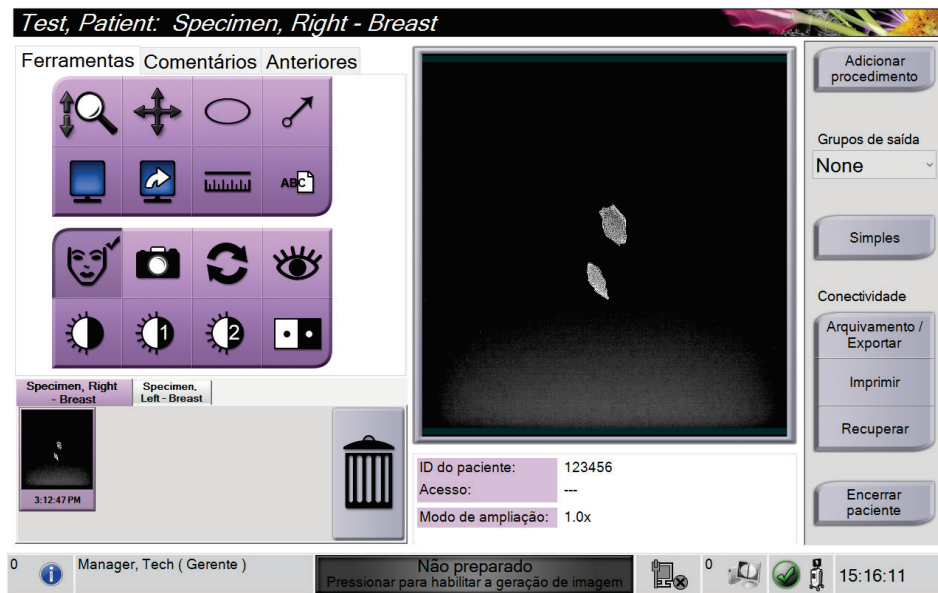 Test, Patient: Specimen, Right - Breast
Ferramentas Comentários Anteriores
ABC
1
2
Specimen, Right
- Breast
Specimen,
Left - Breast
3:12:47 PM
ID do paciente: 123456
Acesso: ---
Modo de ampliação: 1.0x
Adicionar
procedimento
Grupos de saída
None
Simples
Conectividade
Arquivamento /
Exportar
Imprimir
Recuperar
Encerrar
paciente
0
Manager, Tech ( Gerente )
Não preparado
Pressionar para habilitar a geração de imagem
0
15:16:11